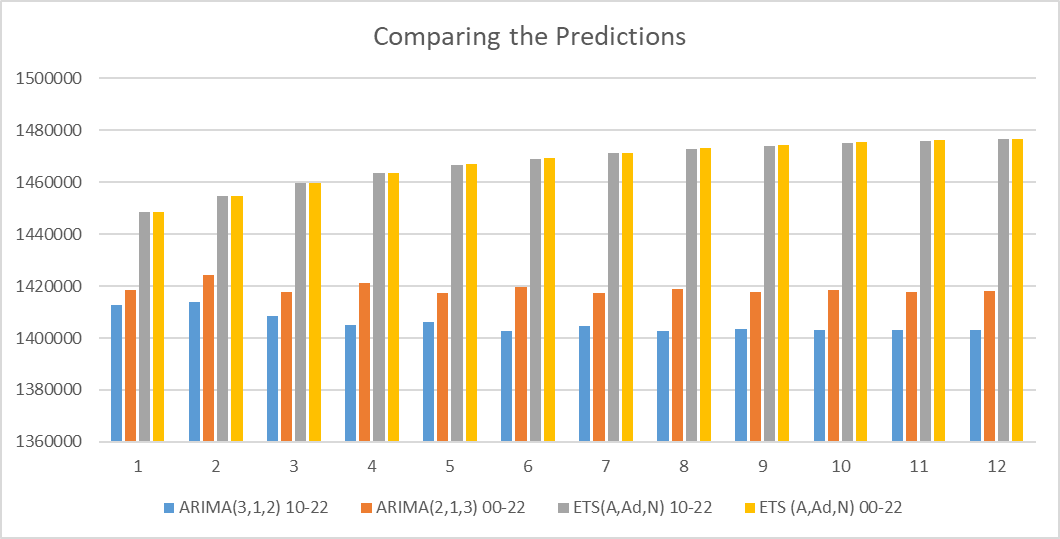 Comparing the Predictions
1500000
1480000
1460000
1440000
1420000
1400000
1380000
1360000
1 2 3 4 5 6 7 8 9 10 11 12
ARIMA(3,1,2) 10-22 ARIMA(2,1,3) 00-22 ETS(A,Ad,N) 10-22 ETS (A,Ad,N) 00-22